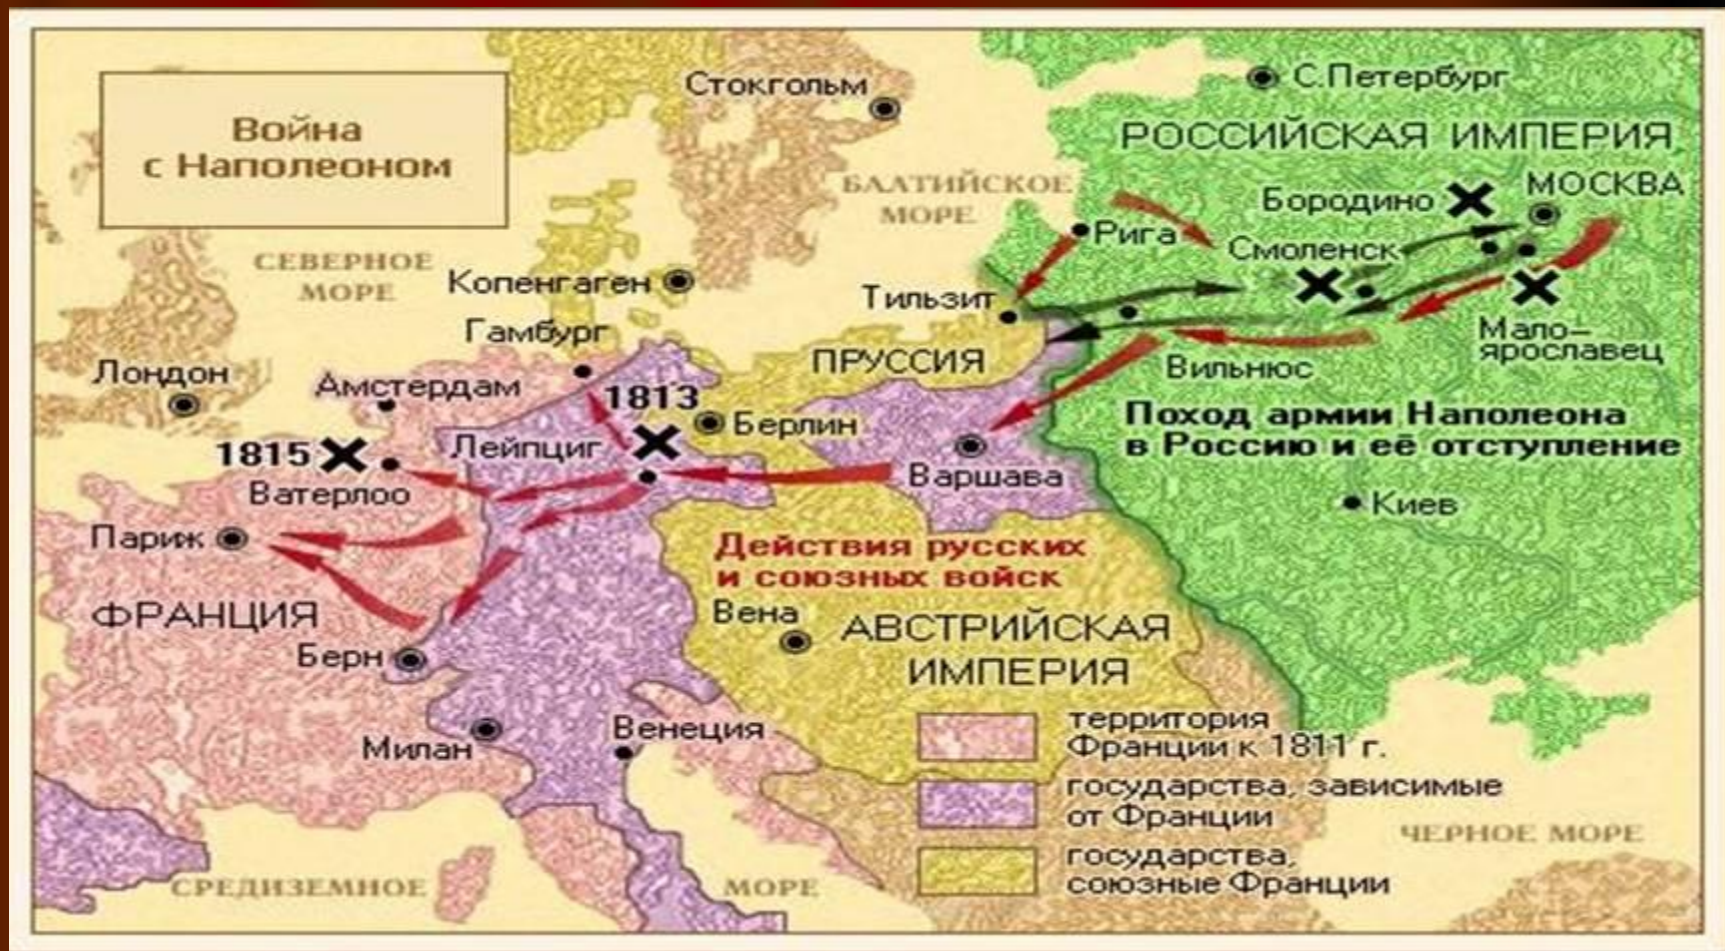 Война
с Наполеоном
Стокгольм
С.Петербург
РОССИЙСКАЯ ИМПЕРИЯ
БАЛТИЙСКОЕ
МОРЕ
Бородино
МОСКВА
Рига
Смоленск
СЕВЕРНОЕ
МОРЕ
Копенгаген
Тильзит
Гамбург
ПРУССИЯ
Мало-
ярославец
Вильнюс
Лондон
Амстердам
1813
Берлин
Поход армии Наполеона
в Россию и её отступление
1815
Лейпциг
Ватерлоо
Варшава
Киев
Париж
Действия русских
и союзных войск
ФРАНЦИЯ
Вена
АВСТРИЙСКАЯ
ИМПЕРИЯ
Берн
Милан
Венеция
территория
Франции к 1811 г.
государства, зависимые
от Франции
государства,
союзные Франции
ЧЕРНОЕ МОРЕ
СРЕДИЗЕМНОЕ
МОРЕ